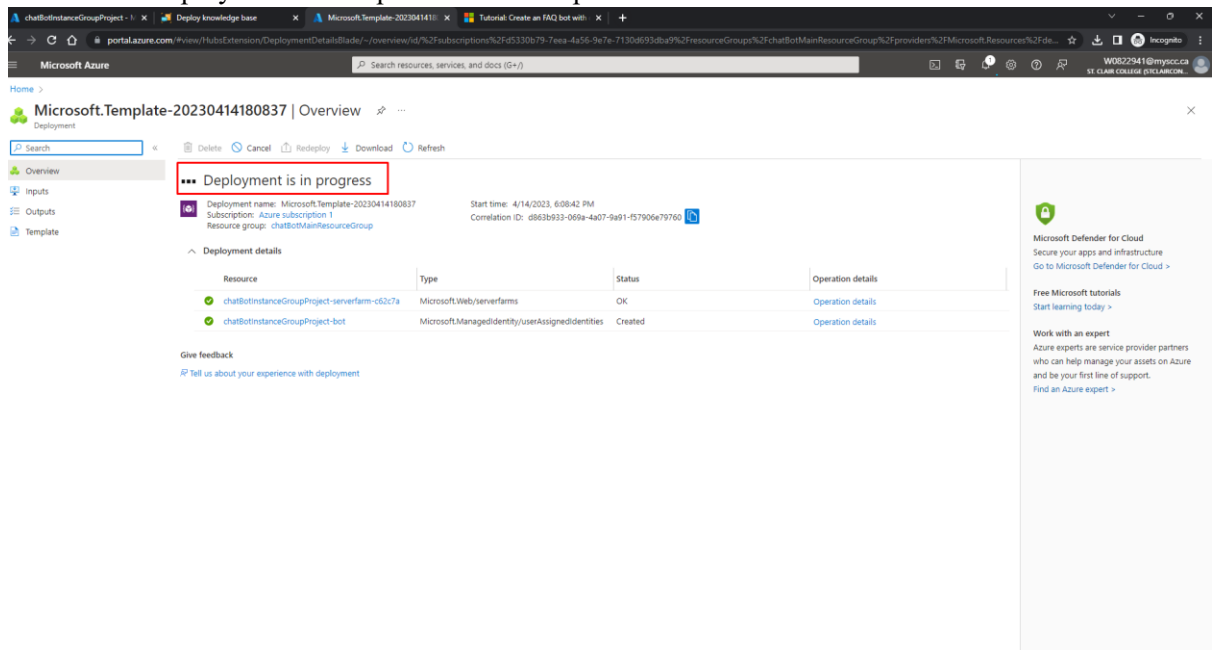 chatBotInstanceGroupProject - M
Deploy knowledge base
Microsoft.Template-2023041418
Tutorial: Create an FAQ bot with
portal.azure.com/#view/HubsExtension/DeploymentDetailsBlade/~/overview/id/%2Fsubscriptions%2Fd5330b79-7eea-4a56-9e7e-7130d693dba9%2FresourceGroups%2FchatBotMainResourceGroup%2Fproviders%2FMicrosoft.Resources%2Fde...
Incognito
Microsoft Azure
Search resources, services, and docs (G+/)
1
W0822941@myscc.ca
ST. CLAIR COLLEGE (STCLAIRCON...
Home >
Microsoft.Template-20230414180837 | Overview
Deployment
Search
Delete Cancel Redeploy Download Refresh
Overview
Inputs
Outputs
Template
Deployment is in progress
Deployment name: Microsoft.Template-20230414180837
Subscription: Azure subscription 1
Resource group: chatBotMainResourceGroup
Start time: 4/14/2023, 6:08:42 PM
Correlation ID: d863b933-069a-4a07-9a91-f57906e79760
Deployment details
Resource Type Status Operation details
chatBotInstanceGroupProject-serverfarm-c62c7a Microsoft.Web/serverfarms OK Operation details
chatBotInstanceGroupProject-bot Microsoft.ManagedIdentity/userAssignedIdentities Created Operation details
Give feedback
Tell us about your experience with deployment
Microsoft Defender for Cloud
Secure your apps and infrastructure
Go to Microsoft Defender for Cloud >
Free Microsoft tutorials
Start learning today >
Work with an expert
Azure experts are service provider partners
who can help manage your assets on Azure
and be your first line of support.
Find an Azure expert >